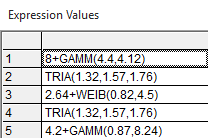 Expression Values
1 8+GAMM(4.4,4.12)
2 TRIA(1.32,1.57,1.76)
3 2.64+WEIB(0.82,4.5)
4 TRIA(1.32,1.57,1.76)
5 4.2+GAMM(0.87,8.24)